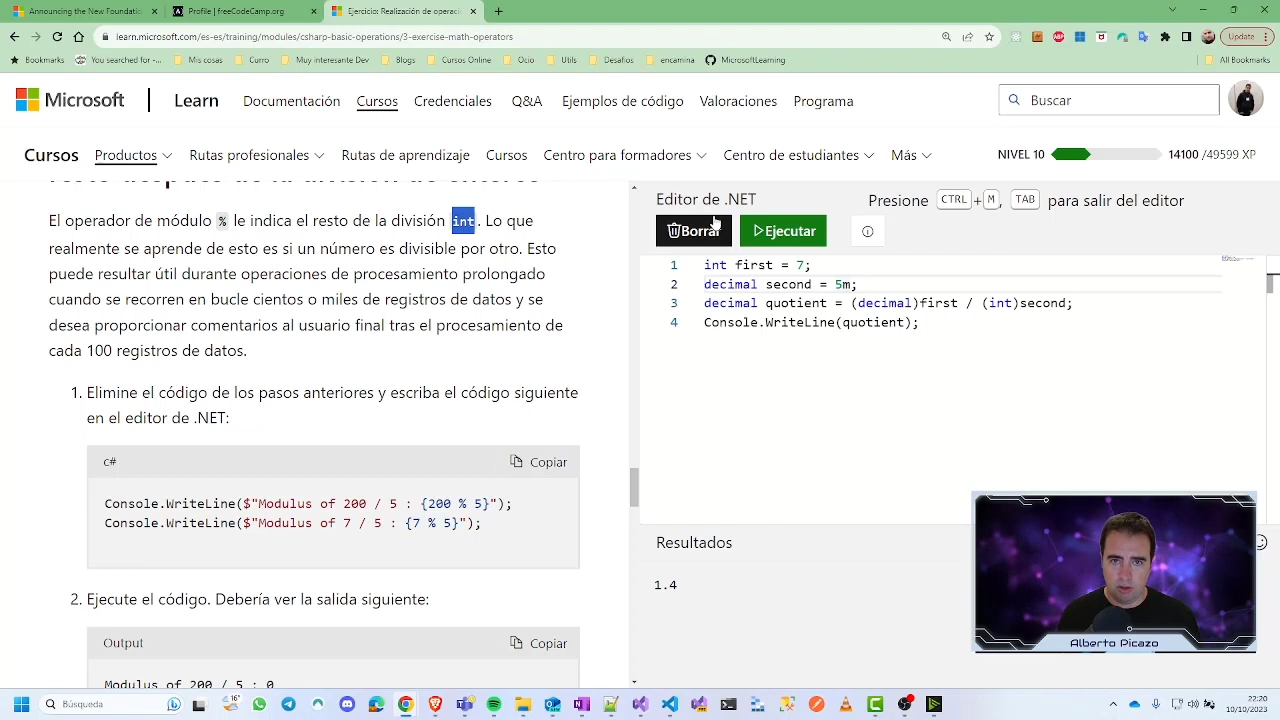 Announcing the New Foundatic
Profile | freeCodeCamp.org
Ejercicio: Realización de operaci
learn.microsoft.com/es-es/training/modules/csharp-basic-operations/3-exercise-math-operators
Update
Bookmarks
You searched for -...
Mis cosas
Curro
Muy interesante Dev
Blogs
Cursos Online
Ocio
Utils
Desafios
encamina
MicrosoftLearning
All Bookmarks
Microsoft
Learn
Documentación
Cursos
Credenciales
Q&A
Ejemplos de código
Valoraciones
Programa
Buscar
Cursos
Productos
Rutas profesionales
Rutas de aprendizaje
Cursos
Centro para formadores
Centro de estudiantes
Más
NIVEL 10
14100 /49599 XP
El operador de módulo % le indica el resto de la división int. Lo que
realmente se aprende de esto es si un número es divisible por otro. Esto
puede resultar útil durante operaciones de procesamiento prolongado
cuando se recorren en bucle cientos o miles de registros de datos y se
desea proporcionar comentarios al usuario final tras el procesamiento de
cada 100 registros de datos.
1. Elimine el código de los pasos anteriores y escriba el código siguiente
en el editor de .NET:
c#
Copiar
Console.WriteLine($"Modulus of 200 / 5 : {200 % 5}");
Console.WriteLine($"Modulus of 7 / 5 : {7 % 5}");
2. Ejecute el código. Debería ver la salida siguiente:
Output
Copiar
Modulus of 200 / 5 : 0
Editor de .NET
Presione CTRL + M, TAB para salir del editor
Borrar
Ejecutar
1 int first = 7;
2 decimal second = 5m;
3 decimal quotient = (decimal)first / (int)second;
4 Console.WriteLine(quotient);
Resultados
1.4
Alberto Picazo
Búsqueda
16°
22:20
10/10/2023